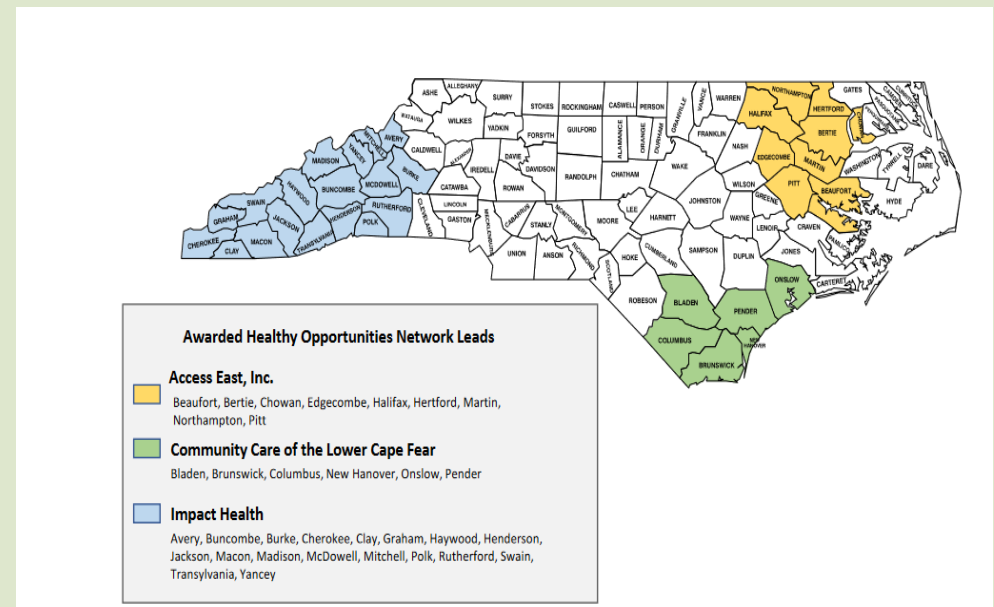 ALLEGHANY
ASHE
SURRY
STOKES
ROCKINGHAM
CASWELL
PERSON
GRANVILLE
VANCE
WARREN
NORTHAMPTON
GATES
CAMDEN
HALIFAX
HERTFORD
WATAUGA
WILKES
YADKIN
FORSYTH
GUILFORD
ALAMANCE
ORANGE
DURHAM
FRANKLIN
NASH
BERTIE
CHOWAN
MITCHELL
AVERY
YANCEY
CALDWELL
ALEXANDER
IREDELL
DAVIE
DAVIDSON
RANDOLPH
CHATHAM
WAKE
EDGECOMBE
MARTIN
WASHINGTON
TYRRELL
DARE
MADISON
BURKE
CATAWBA
ROWAN
WILSON
PITT
BEAUFORT
HYDE
HAYWOOD
BUNCOMBE
MCDOWELL
LINCOLN
LEE
JOHNSTON
GREENE
SWAIN
RUTHERFORD
CLEVELAND
GASTON
MECKLENBURG
CABARRUS
STANLY
MONTGOMERY
MOORE
HARNETT
WAYNE
LENOIR
CRAVEN
PAMLICO
GRAHAM
JACKSON
HENDERSON
POLK
TRANSYLVANIA
CHEROKEE
CLAY
MACON
UNION
ANSON
RICHMOND
SCOTLAND
HOKE
CUMBERLAND
SAMPSON
DUPLIN
JONES
CARTERET
ONSLOW
ROBESON
BLADEN
PENDER
COLUMBUS
NEW
HANOVER
BRUNSWICK
Awarded Healthy Opportunities Network Leads
Access East, Inc.
Beaufort, Bertie, Chowan, Edgecombe, Halifax, Hertford, Martin,
Northampton, Pitt
Community Care of the Lower Cape Fear
Bladen, Brunswick, Columbus, New Hanover, Onslow, Pender
Impact Health
Avery, Buncombe, Burke, Cherokee, Clay, Graham, Haywood, Henderson,
Jackson, Macon, Madison, McDowell, Mitchell, Polk, Rutherford, Swain,
Transylvania, Yancey